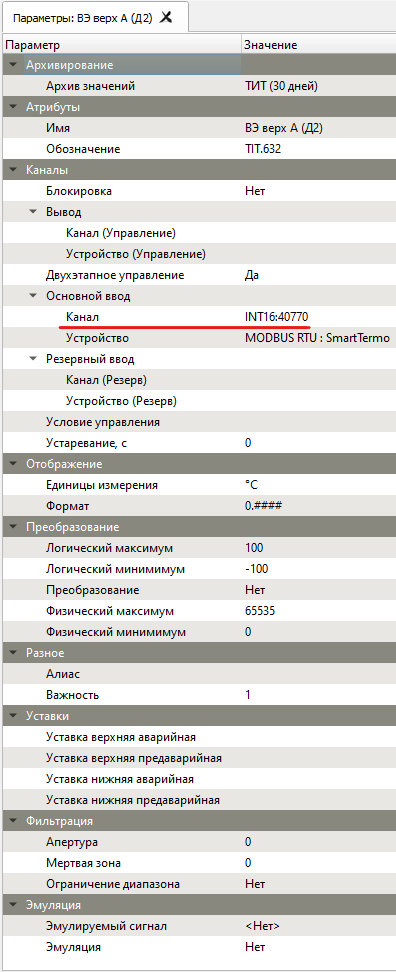 Параметры: ВЭ верх А (Д2)
Параметр Значение
Архивирование
Архив значений ТИТ (30 дней)
Атрибуты
Имя ВЭ верх А (Д2)
Обозначение TIT.632
Каналы
Блокировка Нет
Вывод
Канал (Управление)
Устройство (Управление)
Двухэтапное управление Да
Основной ввод
Канал INT16:40770
Устройство MODBUS RTU : SmartTermo
Резервный ввод
Канал (Резерв)
Устройство (Резерв)
Условие управления
Устаревание, с 0
Отображение
Единицы измерения °C
Формат 0.####
Преобразование
Логический максимум 100
Логический минимимум -100
Преобразование Нет
Физический максимум 65535
Физический минимимум 0
Разное
Алиас
Важность 1
Уставки
Уставка верхняя аварийная
Уставка верхняя предаварийная
Уставка нижняя аварийная
Уставка нижняя предаварийная
Фильтрация
Апертура 0
Мертвая зона 0
Ограничение диапазона Нет
Эмуляция
Эмулируемый сигнал <Нет>
Эмуляция Нет